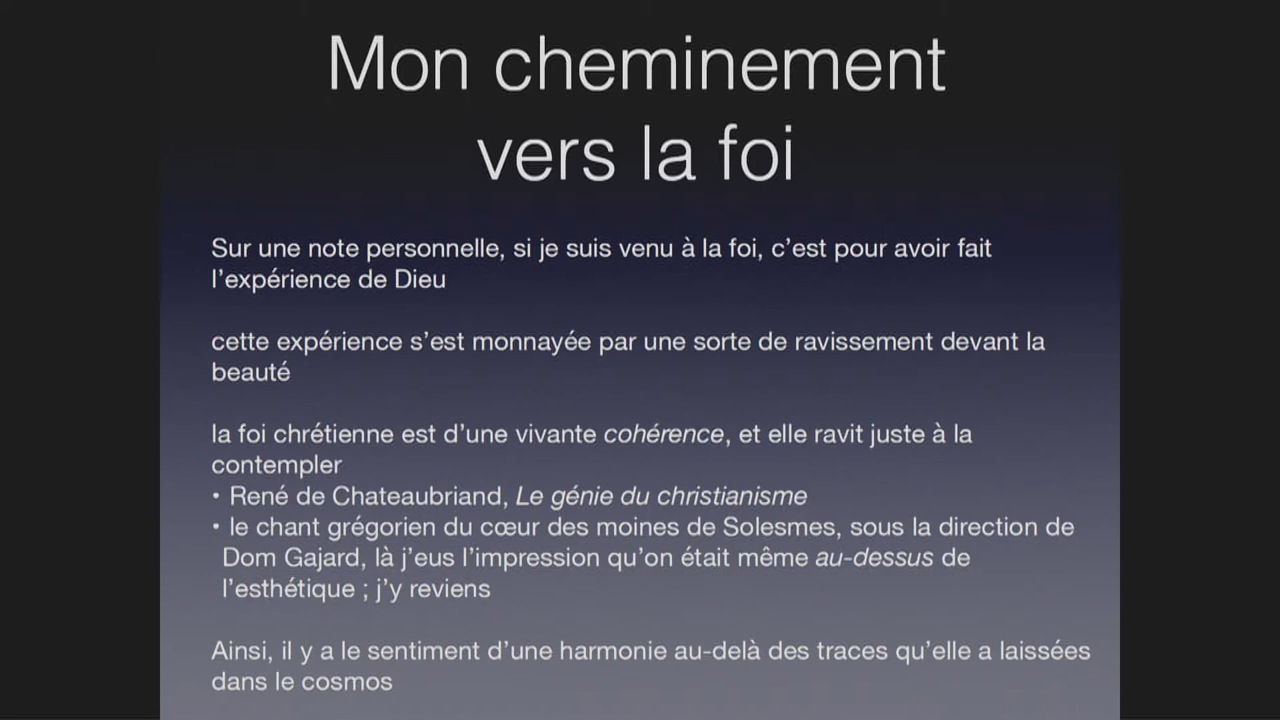 Mon cheminement
vers la foi
Sur une note personnelle, si je suis venu à la foi, c’est pour avoir fait
l’expérience de Dieu
cette expérience s’est monnayée par une sorte de ravissement devant la
beauté
la foi chrétienne est d’une vivante cohérence, et elle ravit juste à la
contempler
• René de Chateaubriand, Le génie du christianisme
• le chant grégorien du cœur des moines de Solesmes, sous la direction de
Dom Gajard, là j’eus l’impression qu’on était même au-dessus de
l’esthétique ; j’y reviens
Ainsi, il y a le sentiment d’une harmonie au-delà des traces qu’elle a laissées
dans le cosmos